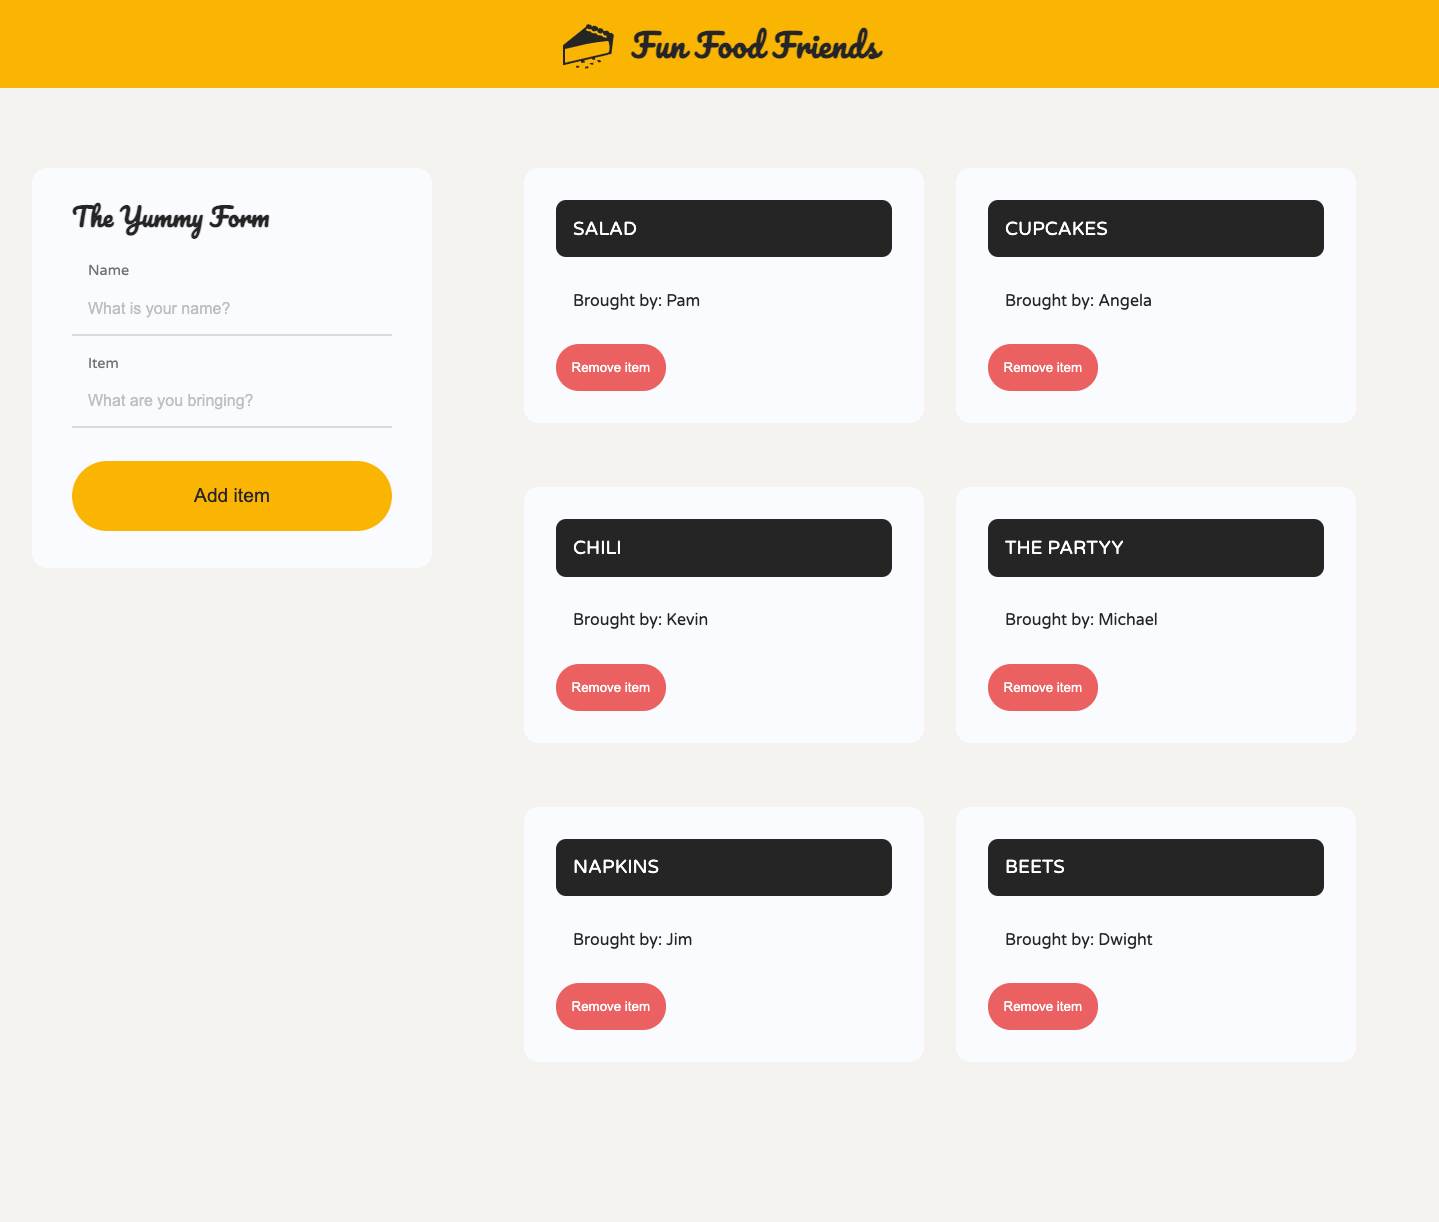 Fun Food Friends
The Yummy Form
Name
What is your name?
Item
What are you bringing?
Add item
SALAD
Brought by: Pam
Remove item
CUPCAKES
Brought by: Angela
Remove item
CHILI
Brought by: Kevin
Remove item
THE PARTYY
Brought by: Michael
Remove item
NAPKINS
Brought by: Jim
Remove item
BEETS
Brought by: Dwight
Remove item